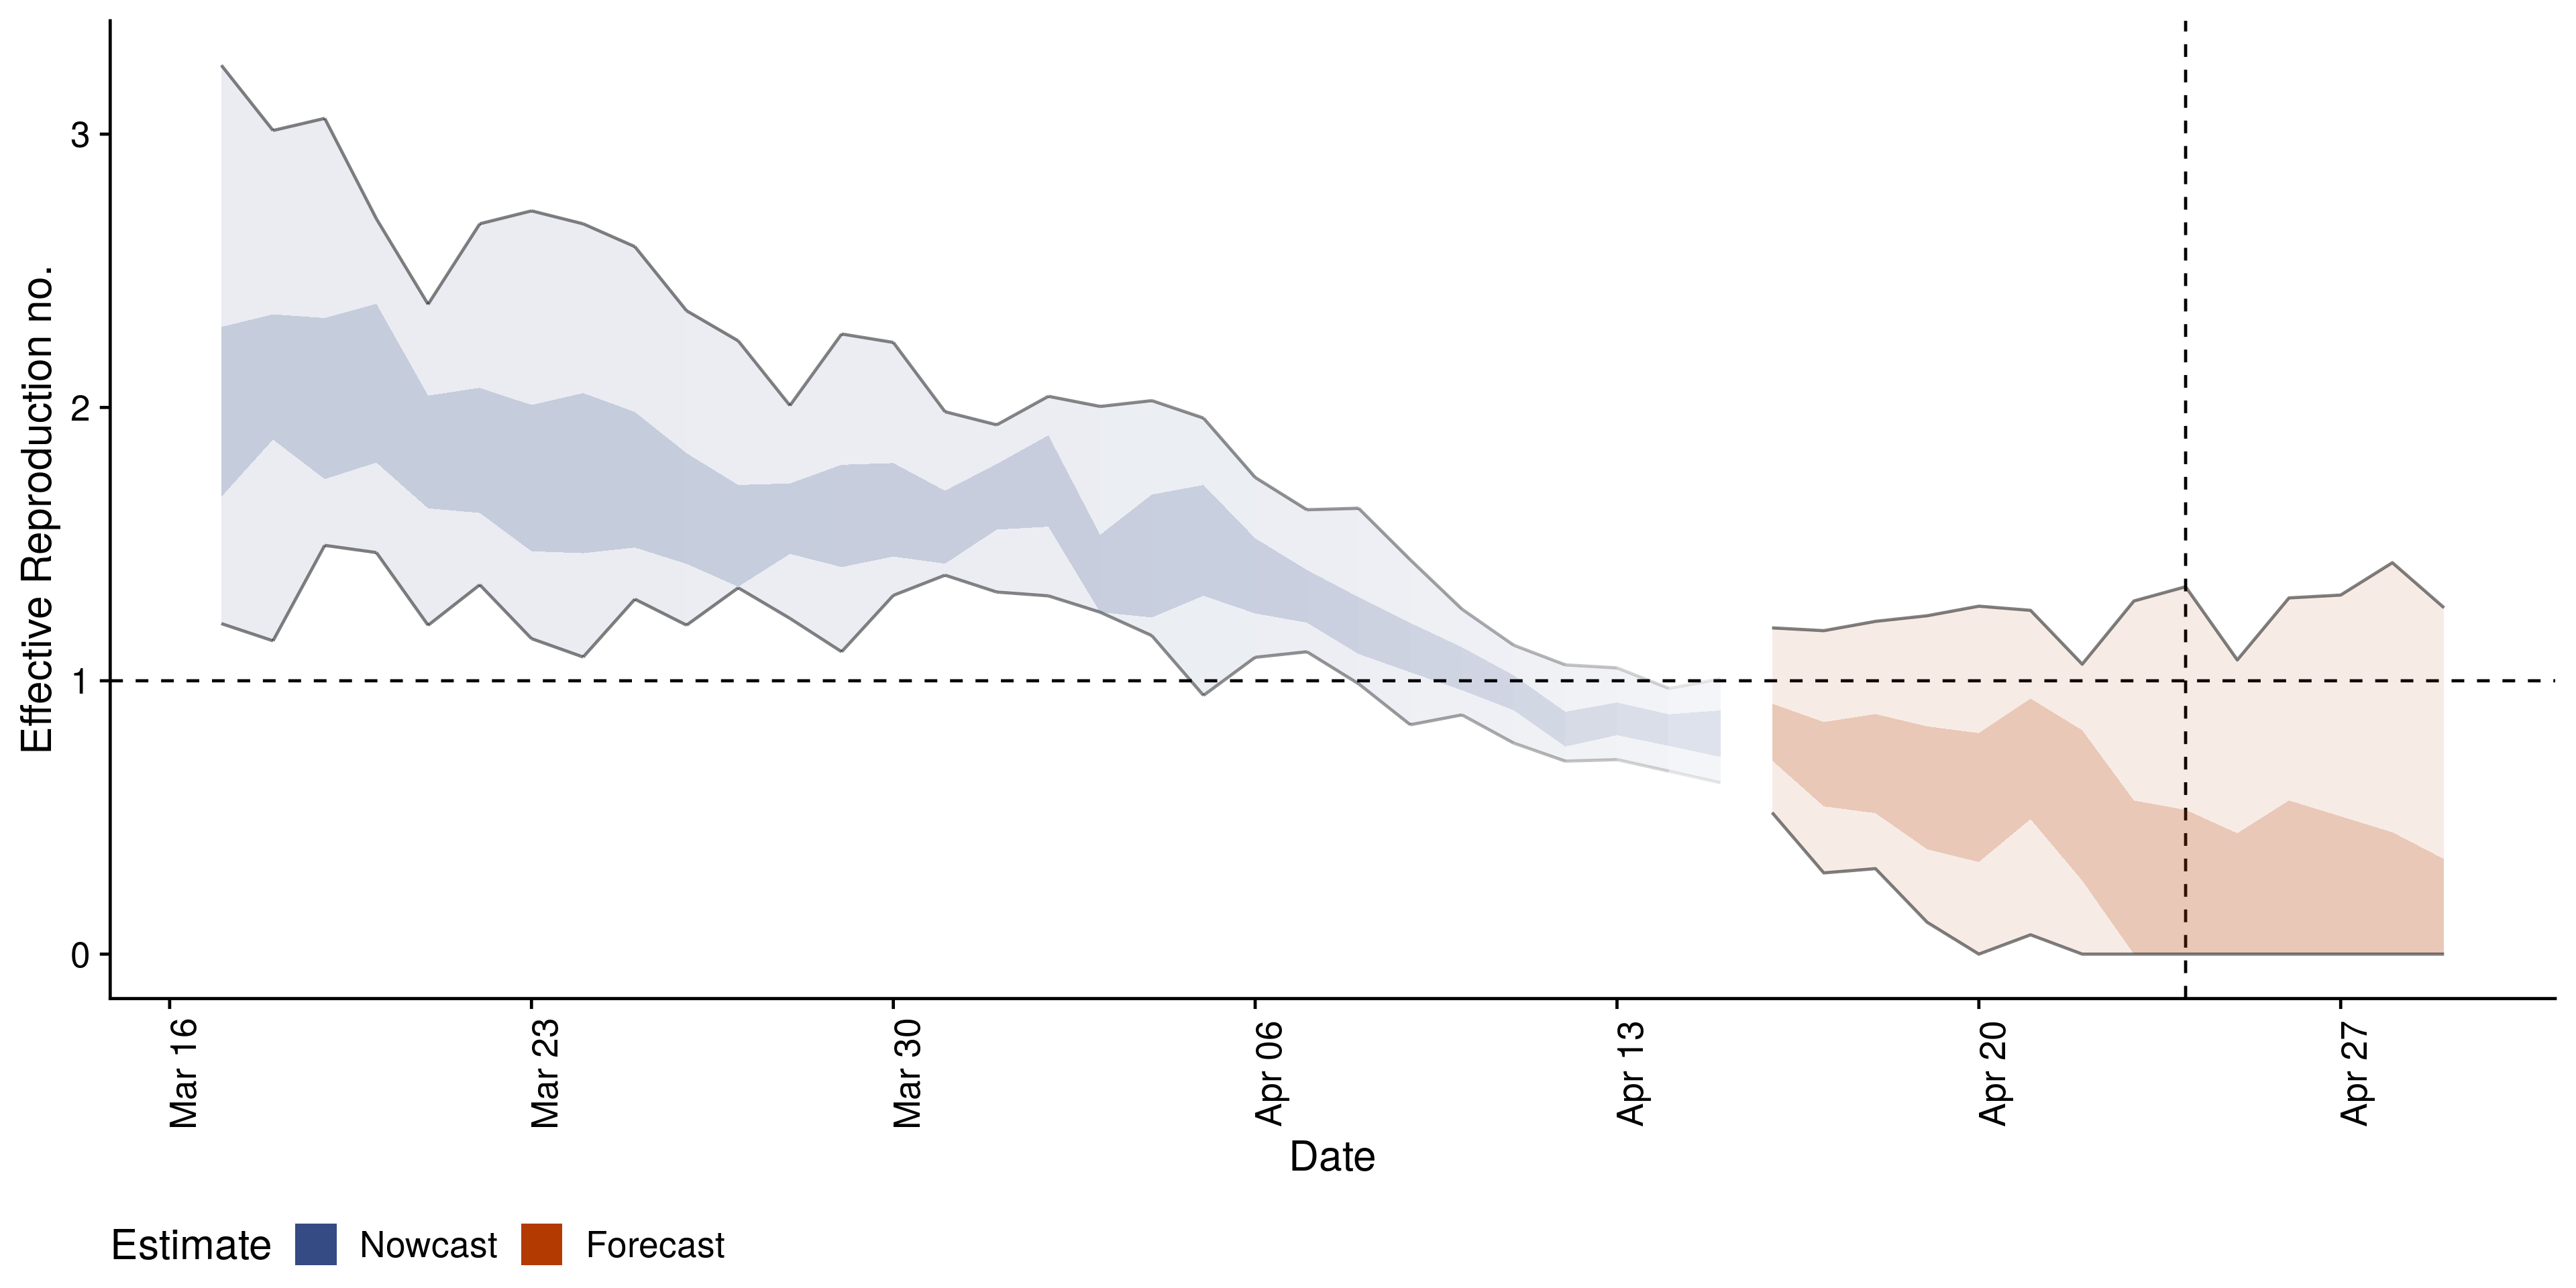 Effective Reproduction no.
3
2
1
0
Mar 16
Mar 23
Mar 30
Apr 06
Apr 13
Apr 20
Apr 27
Date
Estimate Nowcast Forecast